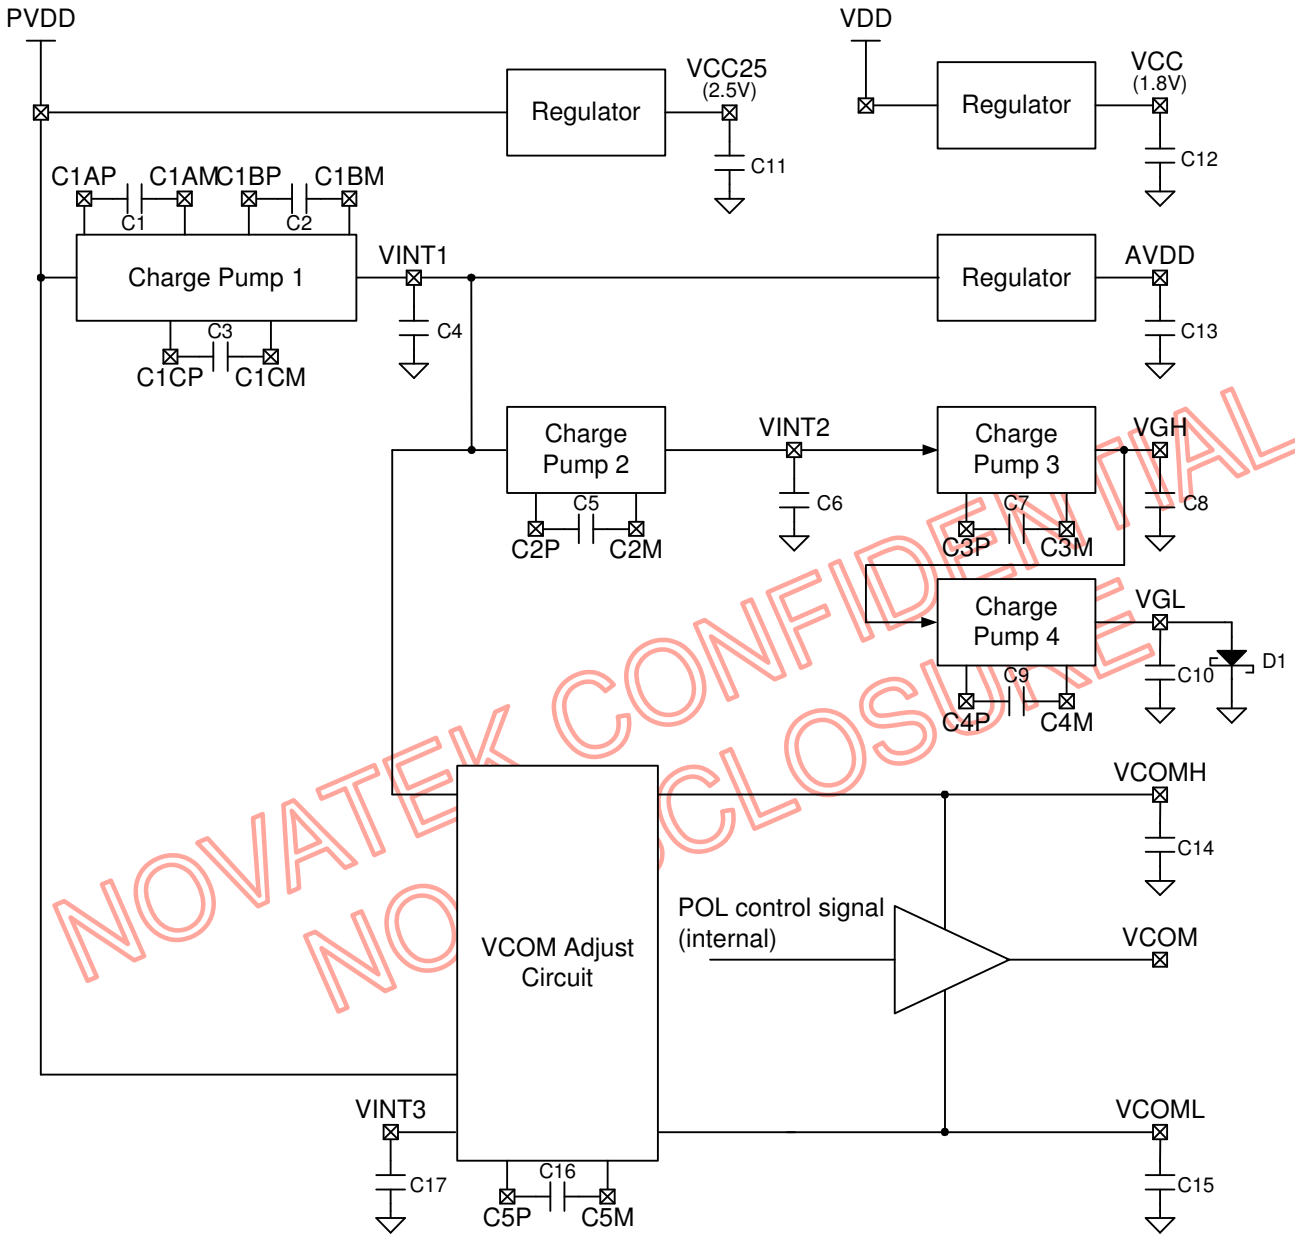 PVDD
VDD
VCC25
(2.5V)
VCC
(1.8V)
Regulator
Regulator
C11
C12
C1AP
C1AM
C1BP
C1BM
C1
C2
Charge Pump 1
VINT1
Regulator
AVDD
C3
C4
C13
C1CP
C1CM
Charge
Pump 2
VINT2
Charge
Pump 3
VGH
C5
C6
C7
C8
C2P
C2M
C3P
C3M
Charge
Pump 4
VGL
C9
C10
D1
C4P
C4M
VCOMH
C14
POL control signal
(internal)
VCOM Adjust
Circuit
VCOM
VINT3
VCOML
C16
C17
C15
C5P
C5M
NOVATEK CONFIDENTIAL